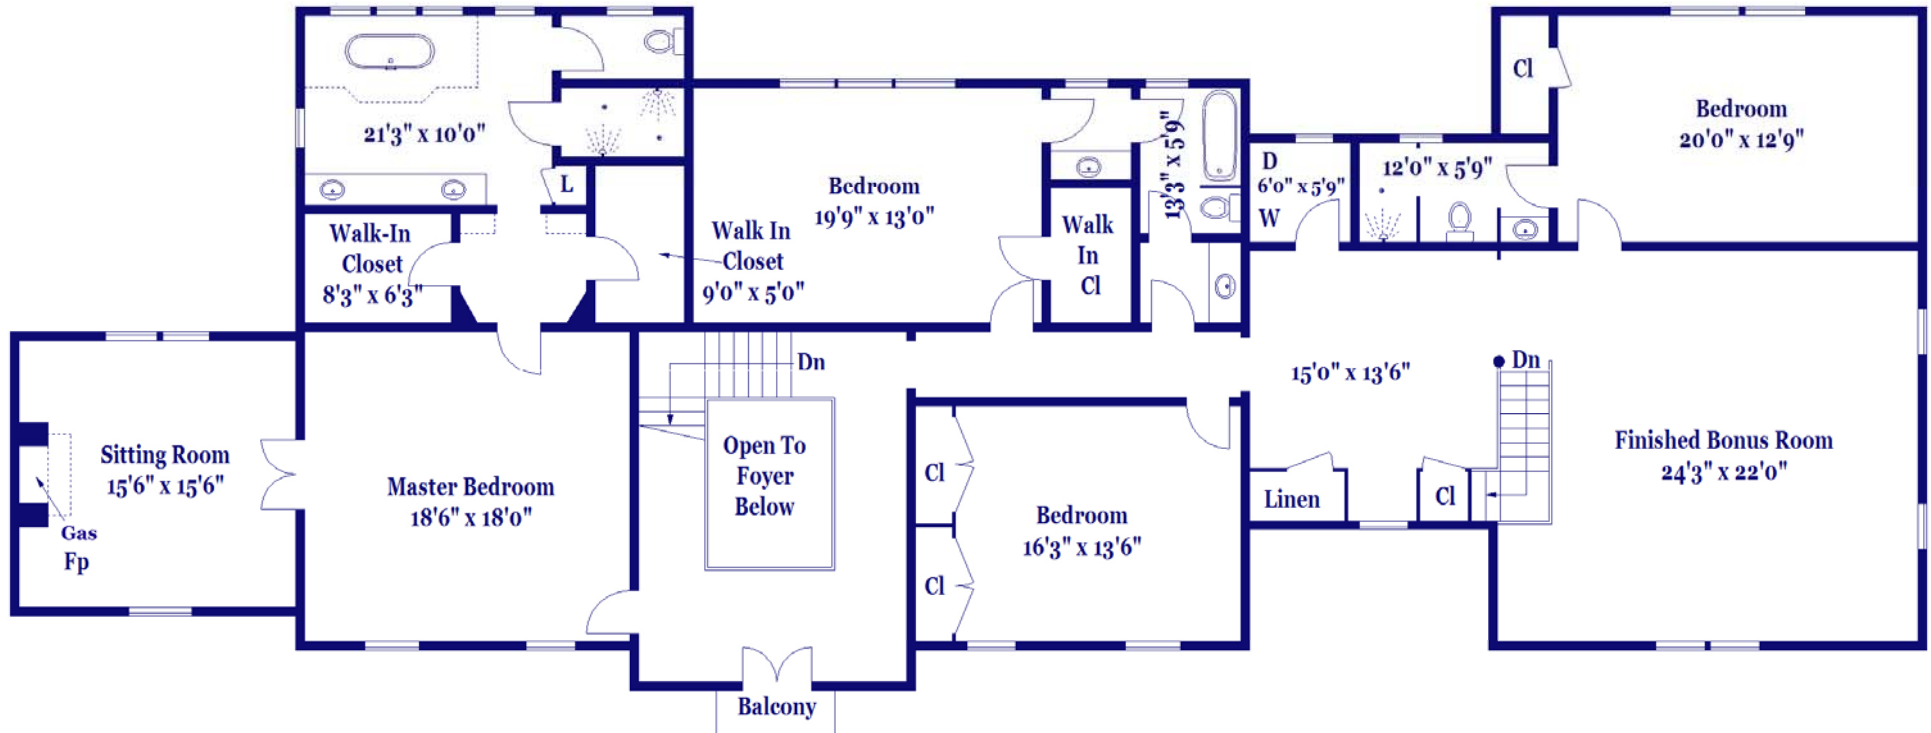 21'3" x 10'0"
L
Walk-In
Closet
8'3" x 6'3"
Walk In
Closet
9'0" x 5'0"
Bedroom
19'9" x 13'0"
Walk
In
Cl
13'3" x 5'9"
D
6'0" x 5'9"
W
12'0" x 5'9"
Cl
Bedroom
20'0" x 12'9"
Sitting Room
15'6" x 15'6"
Gas
Fp
Master Bedroom
18'6" x 18'0"
Dn
Open To
Foyer
Below
Balcony
Cl
Cl
Bedroom
16'3" x 13'6"
15'0" x 13'6"
Linen
Cl
Dn
Finished Bonus Room
24'3" x 22'0"